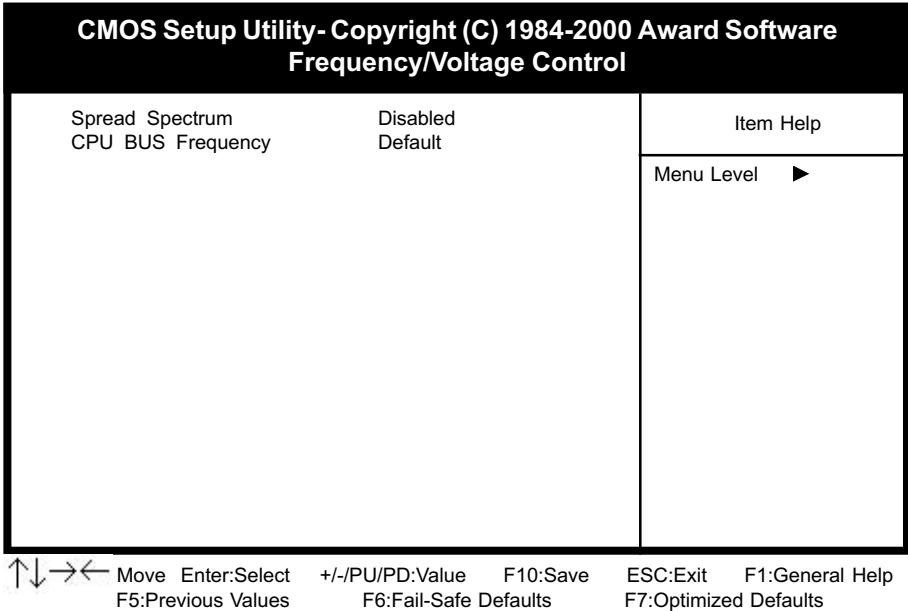 CMOS Setup Utility- Copyright (C) 1984-2000 Award Software
Frequency/Voltage Control
Spread Spectrum Disabled
CPU BUS Frequency Default
Item Help
Menu Level ▶
↑↓→← Move Enter:Select +/-/PU/PD:Value F10:Save ESC:Exit F1:General Help
F5:Previous Values F6:Fail-Safe Defaults F7:Optimized Defaults